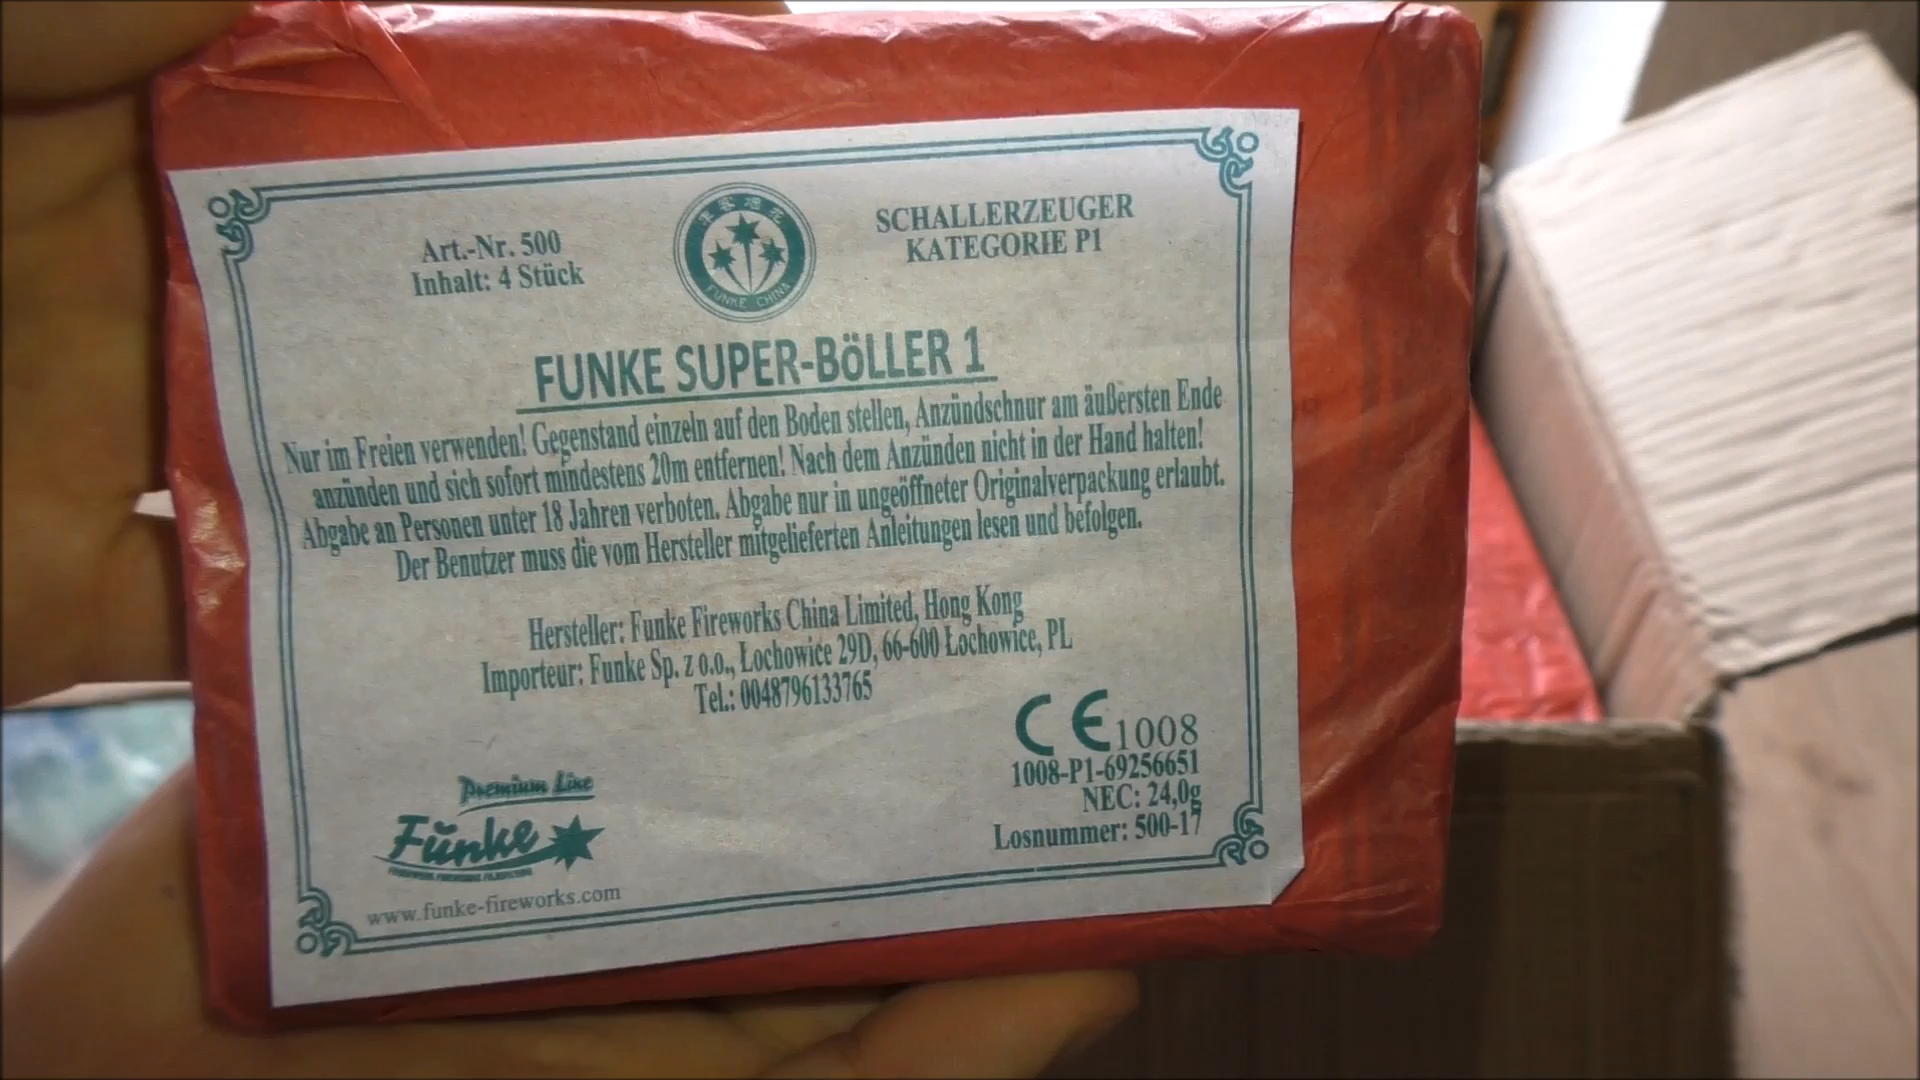 Art.-Nr. 500
Inhalt: 4 Stück
FUNKE CHINA
SCHALLERZEUGER
KATEGORIE P1
FUNKE SUPER-BöLLER 1
Nur im Freien verwenden! Gegenstand einzeln auf den Boden stellen, Anzündschnur am äußersten Ende
anzünden und sich sofort mindestens 20m entfernen! Nach dem Anzünden nicht in der Hand halten!
Abgabe an Personen unter 18 Jahren verboten. Abgabe nur in ungeöffneter Originalverpackung erlaubt.
Der Benutzer muss die vom Hersteller mitgelieferten Anleitungen lesen und befolgen.
Hersteller: Funke Fireworks China Limited, Hong Kong
Importeur: Funke Sp. z o.o., Lochowice 29D, 66-600 Lochowice, PL
Tel.: 0048796133765
CE 1008
1008-P1-69256651
NEC: 24,0g
Losnummer: 500-17
Premium Line
Funke
www.funke-fireworks.com